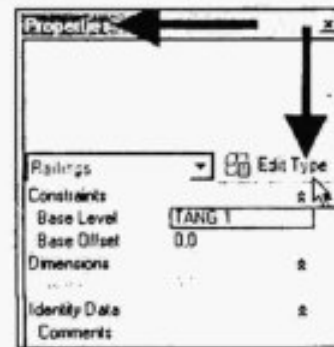 Properties
Railings Edit Type
Constraints
Base Level TANG 1
Base Offset 0.0
Dimensions
Identity Data
Comments